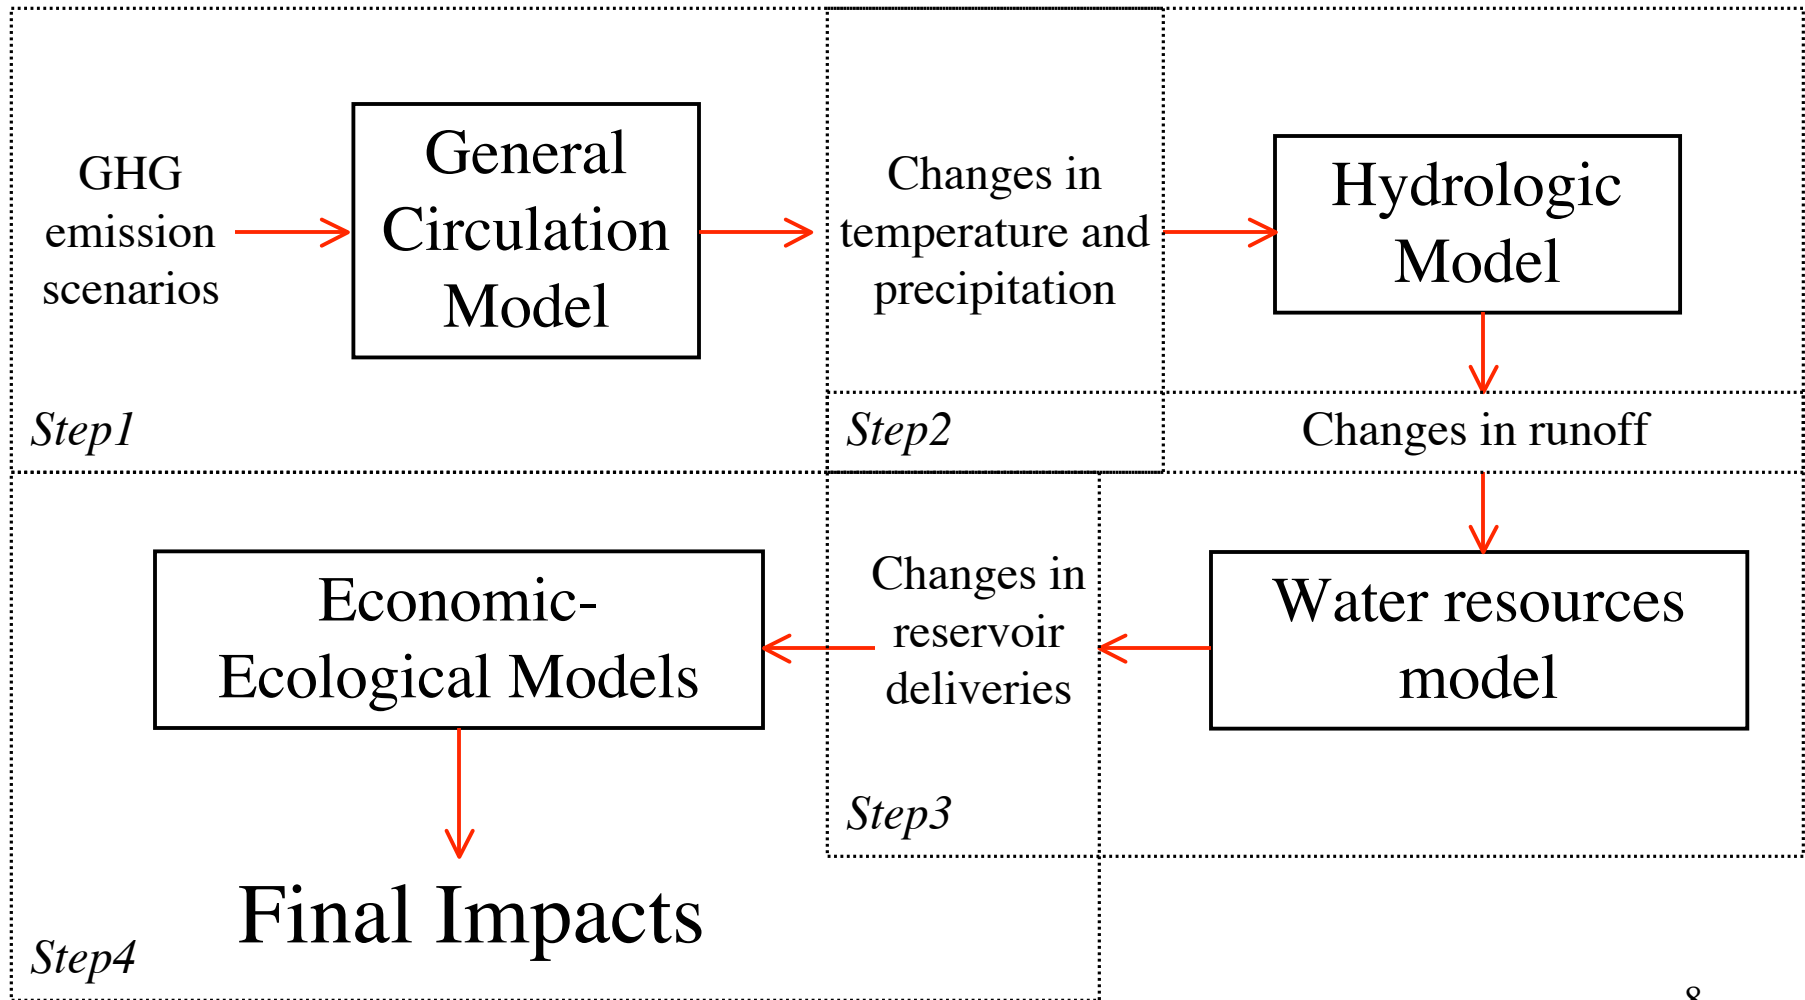 GHG
emission
scenarios
General
Circulation
Model
Changes in
temperature and
precipitation
Hydrologic
Model
Step1
Step2
Changes in runoff
Economic-
Ecological Models
Changes in
reservoir
deliveries
Water resources
model
Step3
Final Impacts
Step4
8